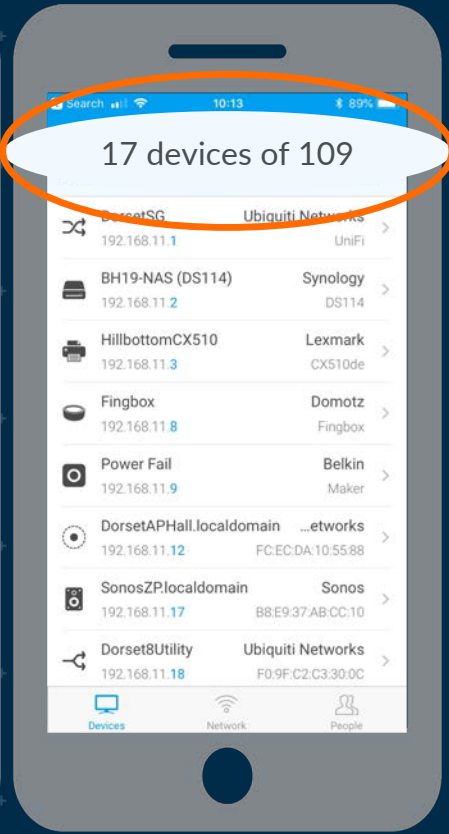 Search 10:13 89%
17 devices of 109
DorsetSG Ubiquiti Networks
192.168.11.1 UniFi
BH19-NAS (DS114) Synology
192.168.11.2 DS114
HillbottomCX510 Lexmark
192.168.11.3 CX510de
Fingbox Domotz
192.168.11.8 Fingbox
Power Fail Belkin
192.168.11.9 Maker
DorsetAPHall.localdomain ...etworks
192.168.11.12 FC:EC:DA:10:55:88
SonosZP.localdomain Sonos
192.168.11.17 B8:E9:37:AB:CC:10
Dorset8Utility Ubiquiti Networks
192.168.11.18 F0:9F:C2:C3:30:0C
Devices Network People